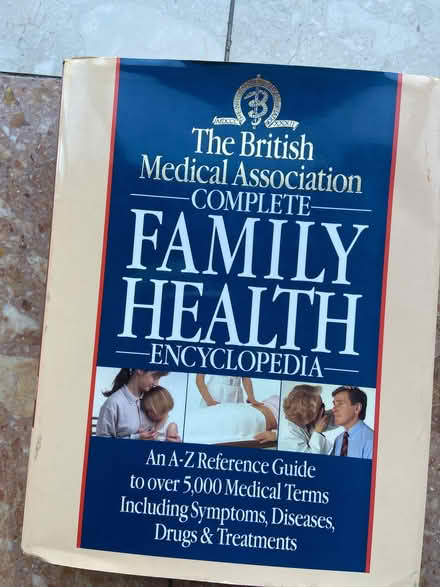 The British
Medical Association
COMPLETE
FAMILY
HEALTH
ENCYCLOPEDIA
An A-Z Reference Guide
to over 5,000 Medical Terms
Including Symptoms, Diseases,
Drugs & Treatments